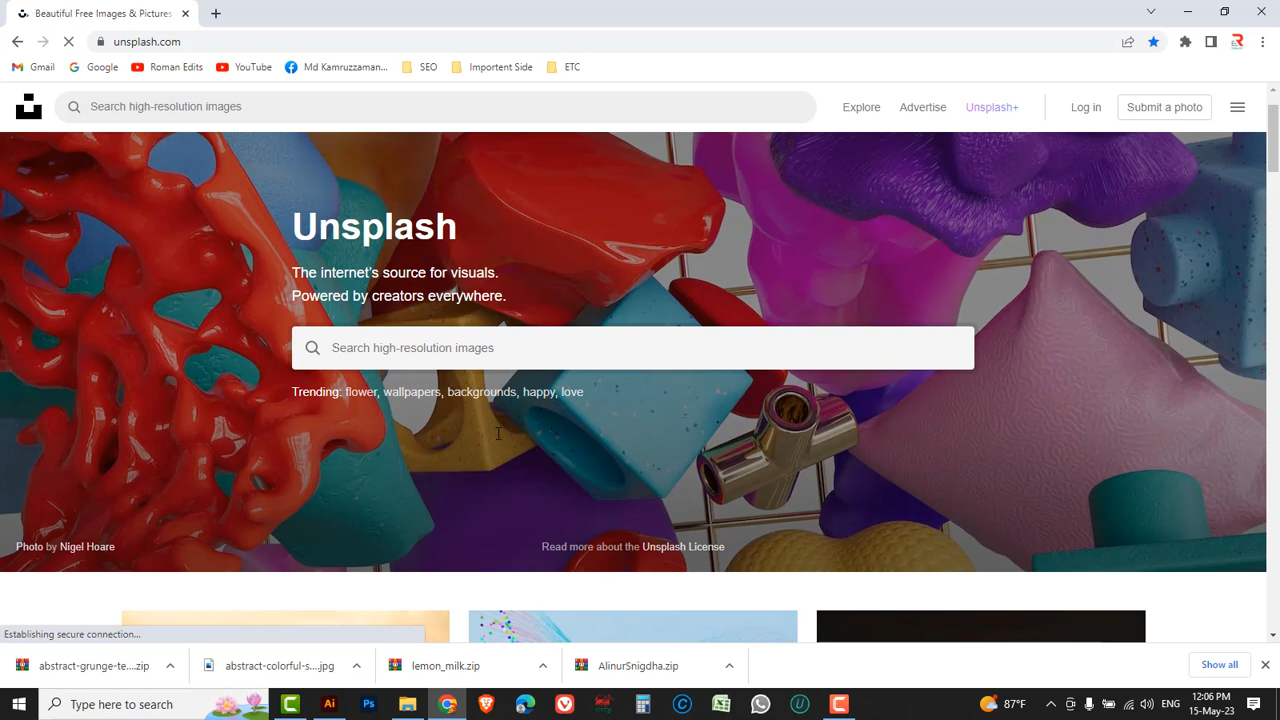 Beautiful Free Images & Pictures
unsplash.com
Gmail
Google
Roman Edits
YouTube
Md Kamruzzaman...
SEO
Importent Side
ETC
Search high-resolution images
Explore
Advertise
Unsplash+
Log in
Submit a photo
Unsplash
The internet's source for visuals.
Powered by creators everywhere.
Search high-resolution images
Trending: flower, wallpapers, backgrounds, happy, love
Photo by Nigel Hoare
Read more about the Unsplash License
Establishing secure connection...
abstract-grunge-te....zip
abstract-colorful-s....jpg
lemon_milk.zip
AlinurSnigdha.zip
Show all
Type here to search
Ai
Ps
87°F
ENG
12:06 PM
15-May-23